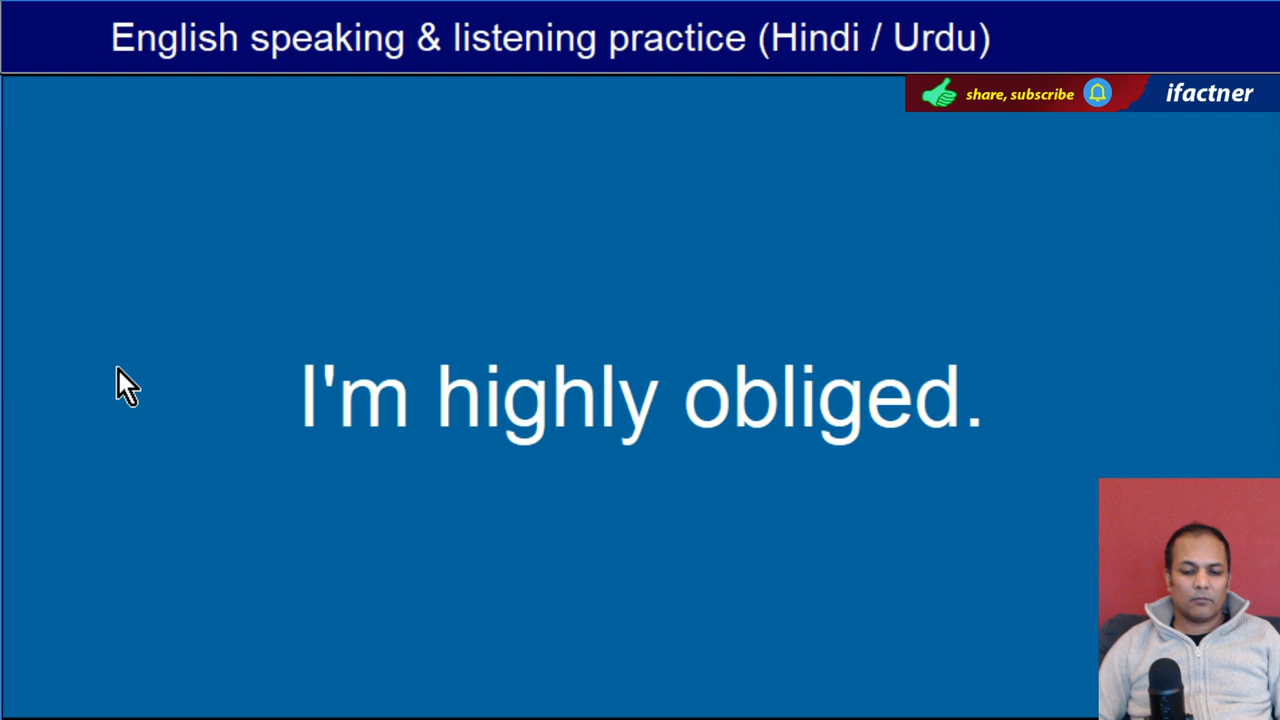 English speaking & listening practice (Hindi / Urdu)
share, subscribe
ifactner
I'm highly obliged.